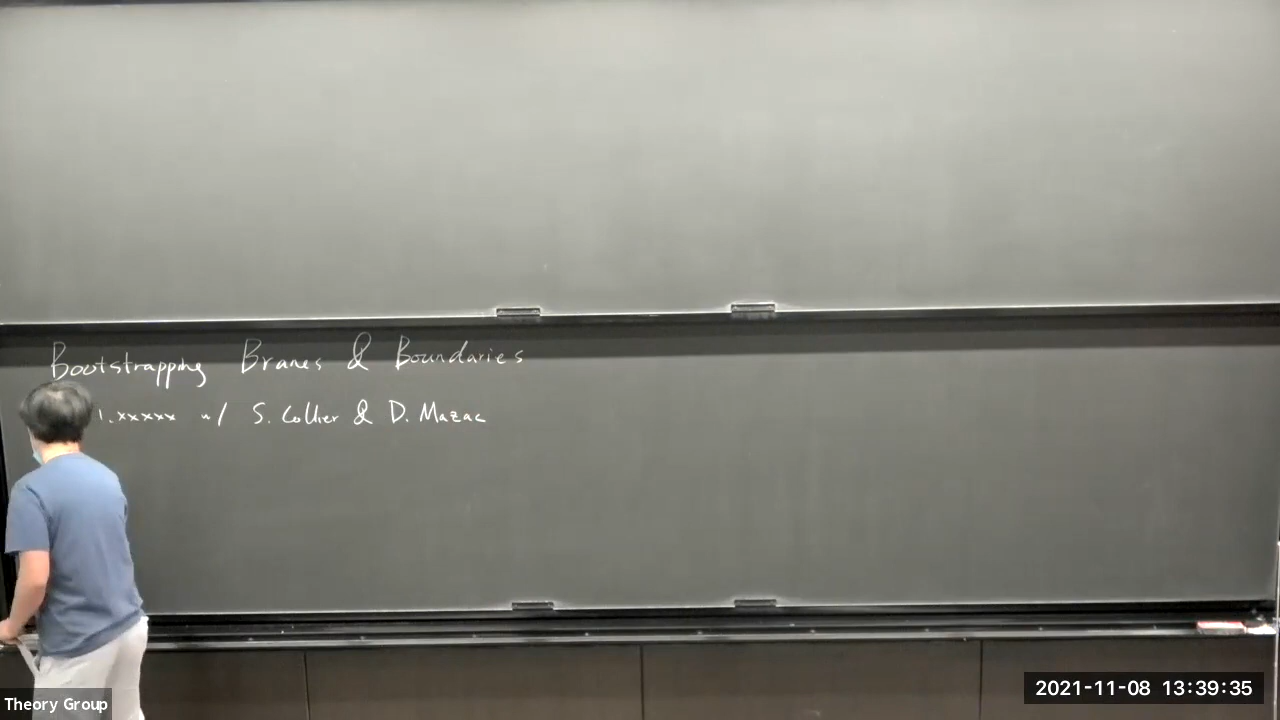 Bootstrapping Branes & Boundaries
1.xxxxx w/ S. Collier & D. Mazac
Theory Group
2021-11-08 13:39:35